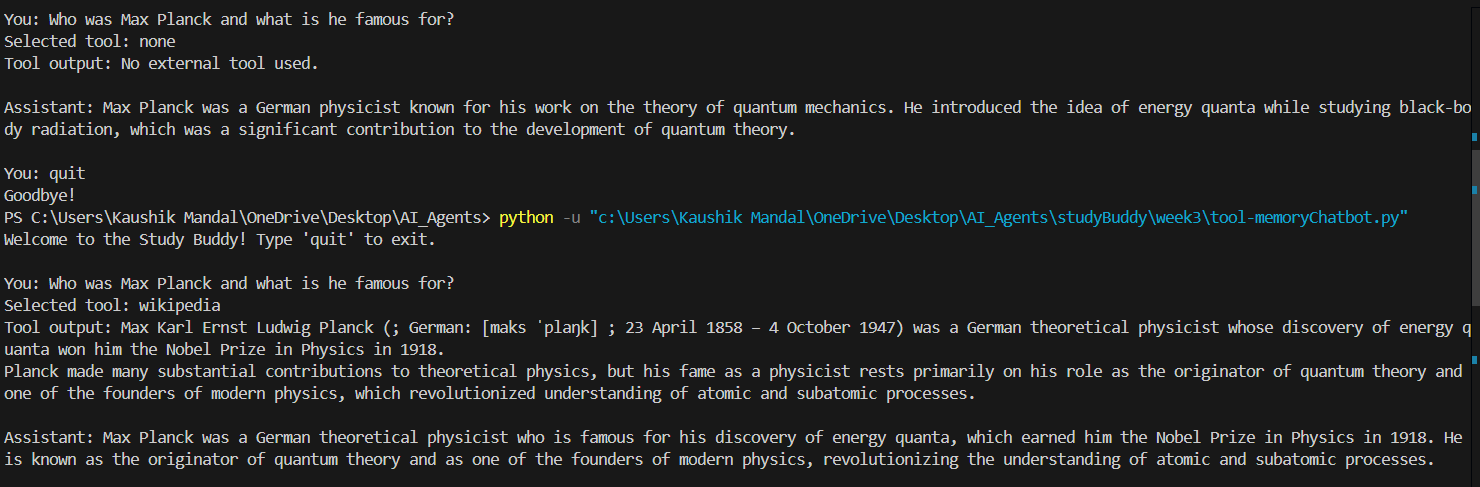 You: Who was Max Planck and what is he famous for?
Selected tool: none
Tool output: No external tool used.
Assistant: Max Planck was a German physicist known for his work on the theory of quantum mechanics. He introduced the idea of energy quanta while studying black-bo
dy radiation, which was a significant contribution to the development of quantum theory.
You: quit
Goodbye!
PS C:\Users\Kaushik Mandal\OneDrive\Desktop\AI_Agents> python -u "c:\Users\Kaushik Mandal\OneDrive\Desktop\AI_Agents\studyBuddy\week3\tool-memoryChatbot.py"
Welcome to the Study Buddy! Type 'quit' to exit.
You: Who was Max Planck and what is he famous for?
Selected tool: wikipedia
Tool output: Max Karl Ernst Ludwig Planck (; German: [maks ˈplaŋk] ; 23 April 1858 – 4 October 1947) was a German theoretical physicist whose discovery of energy q
uanta won him the Nobel Prize in Physics in 1918.
Planck made many substantial contributions to theoretical physics, but his fame as a physicist rests primarily on his role as the originator of quantum theory and
one of the founders of modern physics, which revolutionized understanding of atomic and subatomic processes.
Assistant: Max Planck was a German theoretical physicist who is famous for his discovery of energy quanta, which earned him the Nobel Prize in Physics in 1918. He
is known as the originator of quantum theory and as one of the founders of modern physics, revolutionizing the understanding of atomic and subatomic processes.